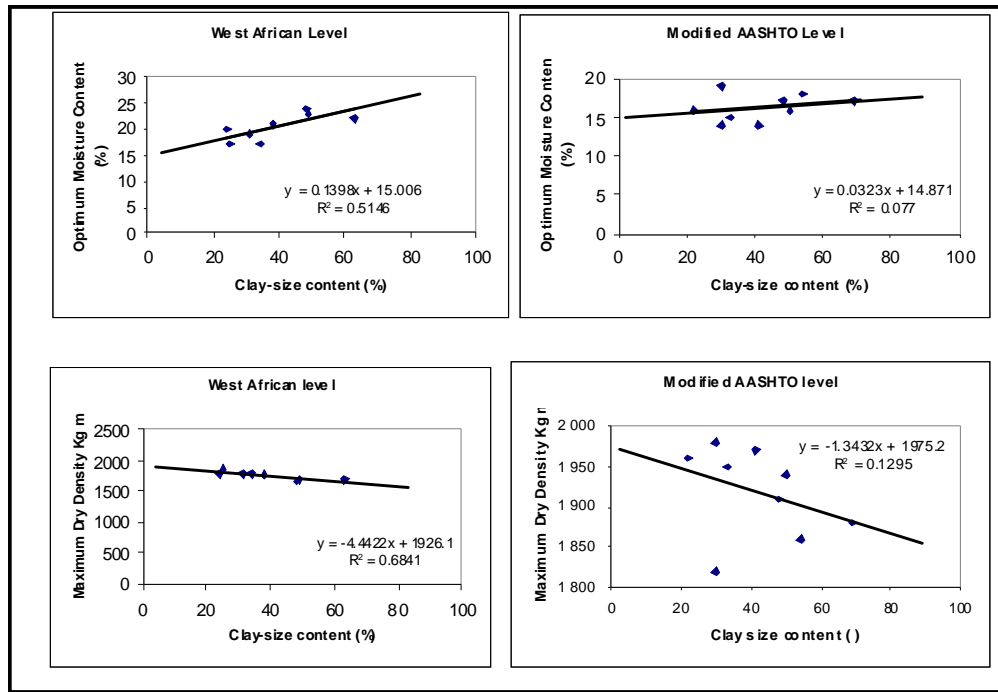 West African Level
Optimum Moisture Content
(%)
30
25
20
15
10
5
0
y = 0.1398x + 15.006
R² = 0.5146
0 20 40 60 80 100
Clay-size content (%)
Modified AASHTO Level
Optimum Moisture Conten
(%)
20
15
10
5
0
y = 0.0323x + 14.871
R² = 0.077
0 20 40 60 80 100
Clay-size content (%)
West African level
Maximum Dry Density Kg m
2500
2000
1500
1000
500
0
y = -4.4422x + 1926.1
R² = 0.6841
0 20 40 60 80 100
Clay-size content (%)
Modified AASHTO level
Maximum Dry Density Kg
2 000
1 950
1 900
1 850
1 800
y = -1.3432x + 1975.2
R² = 0.1295
0 20 40 60 80 100
Clay size content ( )